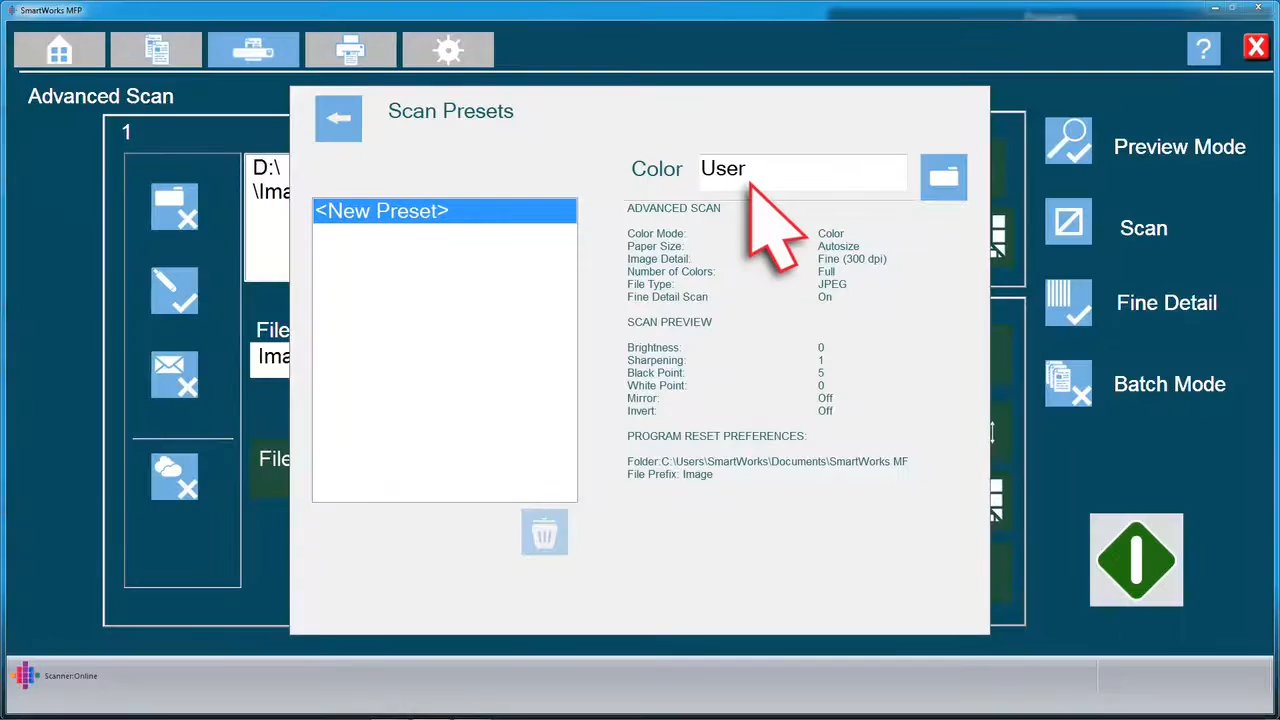 SmartWorks MFP
?
X
Advanced Scan
1
D:\
\Ima
File
Ima
File
Scan Presets
<New Preset>
Color User
ADVANCED SCAN
Color Mode: Color
Paper Size: Autosize
Image Detail: Fine (300 dpi)
Number of Colors: Full
File Type: JPEG
Fine Detail Scan On
SCAN PREVIEW
Brightness: 0
Sharpening: 1
Black Point: 5
White Point: 0
Mirror: Off
Invert: Off
PROGRAM RESET PREFERENCES:
Folder:C:\Users\SmartWorks\Documents\SmartWorks MF
File Prefix: Image
Preview Mode
Scan
Fine Detail
Batch Mode
Scanner:Online